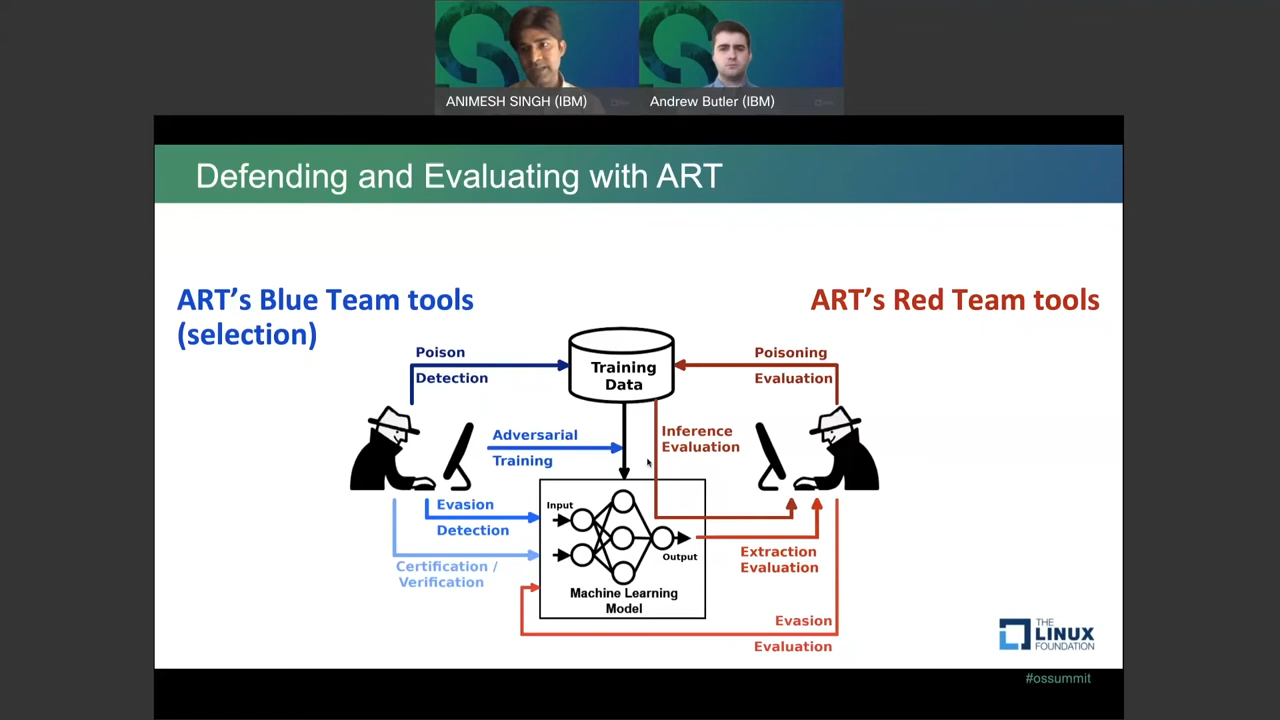 ANIMESH SINGH (IBM)
Andrew Butler (IBM)
Defending and Evaluating with ART
ART's Blue Team tools
(selection)
ART's Red Team tools
Poison
Detection
Training
Data
Poisoning
Evaluation
Adversarial
Training
Inference
Evaluation
Evasion
Detection
Input
Output
Certification /
Verification
Extraction
Evaluation
Machine Learning
Model
Evasion
Evaluation
THE
LINUX
FOUNDATION
#ossummit